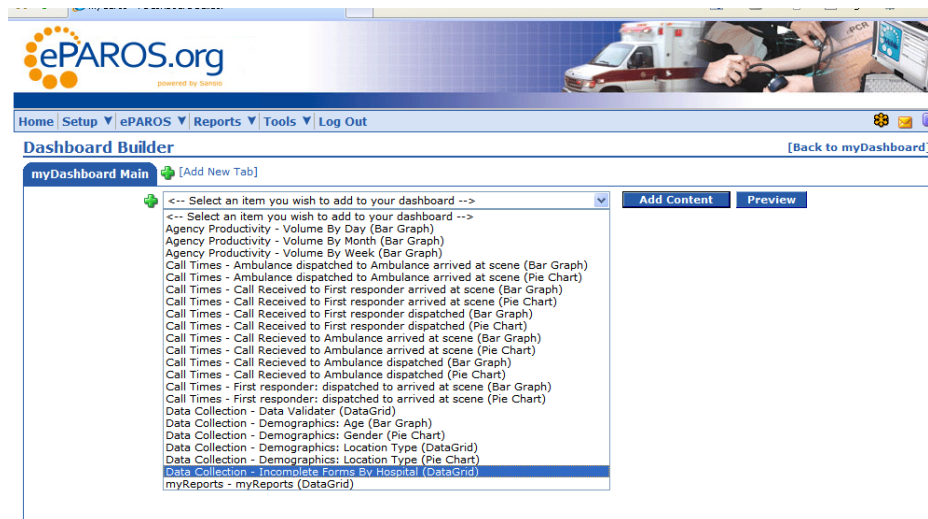 ePAROS.org
powered by Sansio
PCR
Home Setup ePAROS Reports Tools Log Out
Dashboard Builder [Back to myDashboard]
myDashboard Main [Add New Tab]
<-- Select an item you wish to add to your dashboard --> Add Content Preview
<-- Select an item you wish to add to your dashboard -->
Agency Productivity - Volume By Day (Bar Graph)
Agency Productivity - Volume By Month (Bar Graph)
Agency Productivity - Volume By Week (Bar Graph)
Call Times - Ambulance dispatched to Ambulance arrived at scene (Bar Graph)
Call Times - Ambulance dispatched to Ambulance arrived at scene (Pie Chart)
Call Times - Call Received to First responder arrived at scene (Bar Graph)
Call Times - Call Received to First responder arrived at scene (Pie Chart)
Call Times - Call Received to First responder dispatched (Bar Graph)
Call Times - Call Received to First responder dispatched (Pie Chart)
Call Times - Call Recieved to Ambulance arrived at scene (Bar Graph)
Call Times - Call Recieved to Ambulance arrived at scene (Pie Chart)
Call Times - Call Recieved to Ambulance dispatched (Bar Graph)
Call Times - Call Recieved to Ambulance dispatched (Pie Chart)
Call Times - First responder: dispatched to arrived at scene (Bar Graph)
Call Times - First responder: dispatched to arrived at scene (Pie Chart)
Data Collection - Data Validater (DataGrid)
Data Collection - Demographics: Age (Bar Graph)
Data Collection - Demographics: Gender (Pie Chart)
Data Collection - Demographics: Location Type (DataGrid)
Data Collection - Demographics: Location Type (Pie Chart)
Data Collection - Incomplete Forms By Hospital (DataGrid)
myReports - myReports (DataGrid)